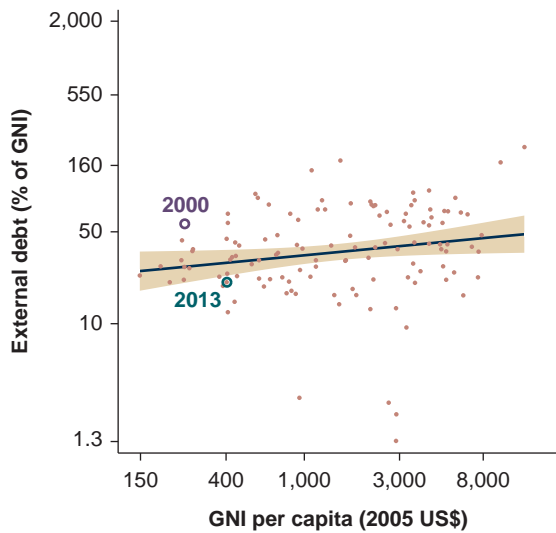 2,000
550
160
50
10
1.3
External debt (% of GNI)
2000
2013
150 400 1,000 3,000 8,000
GNI per capita (2005 US$)